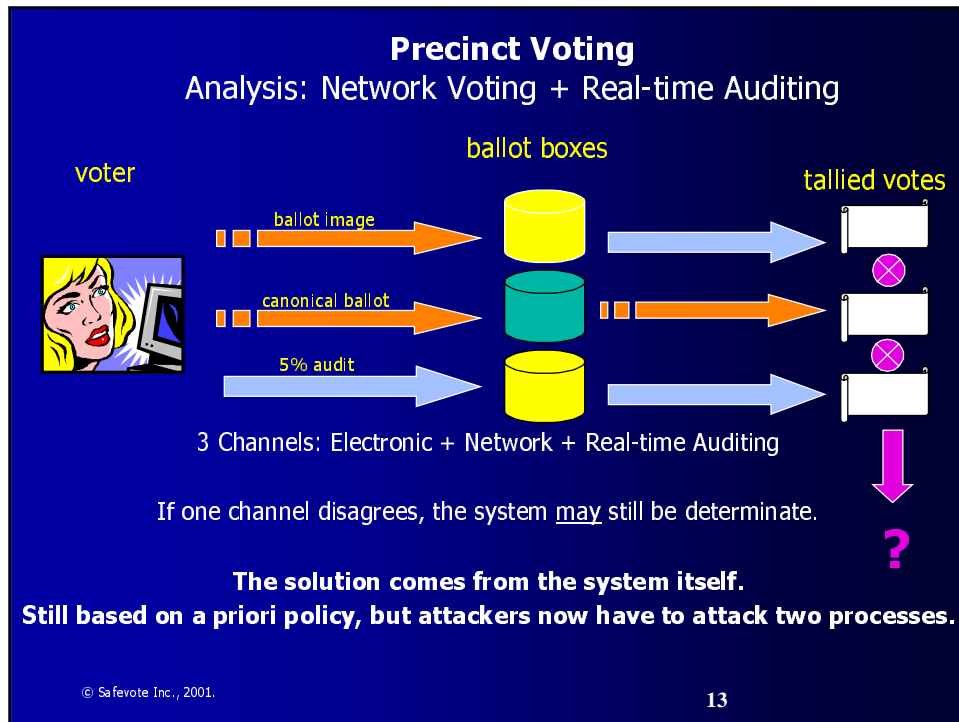 Precinct Voting
Analysis: Network Voting + Real-time Auditing
voter
ballot boxes
tallied votes
ballot image
canonical ballot
5% audit
3 Channels: Electronic + Network + Real-time Auditing
If one channel disagrees, the system may still be determinate.
?
The solution comes from the system itself.
Still based on a priori policy, but attackers now have to attack two processes.
© Safevote Inc., 2001.
13